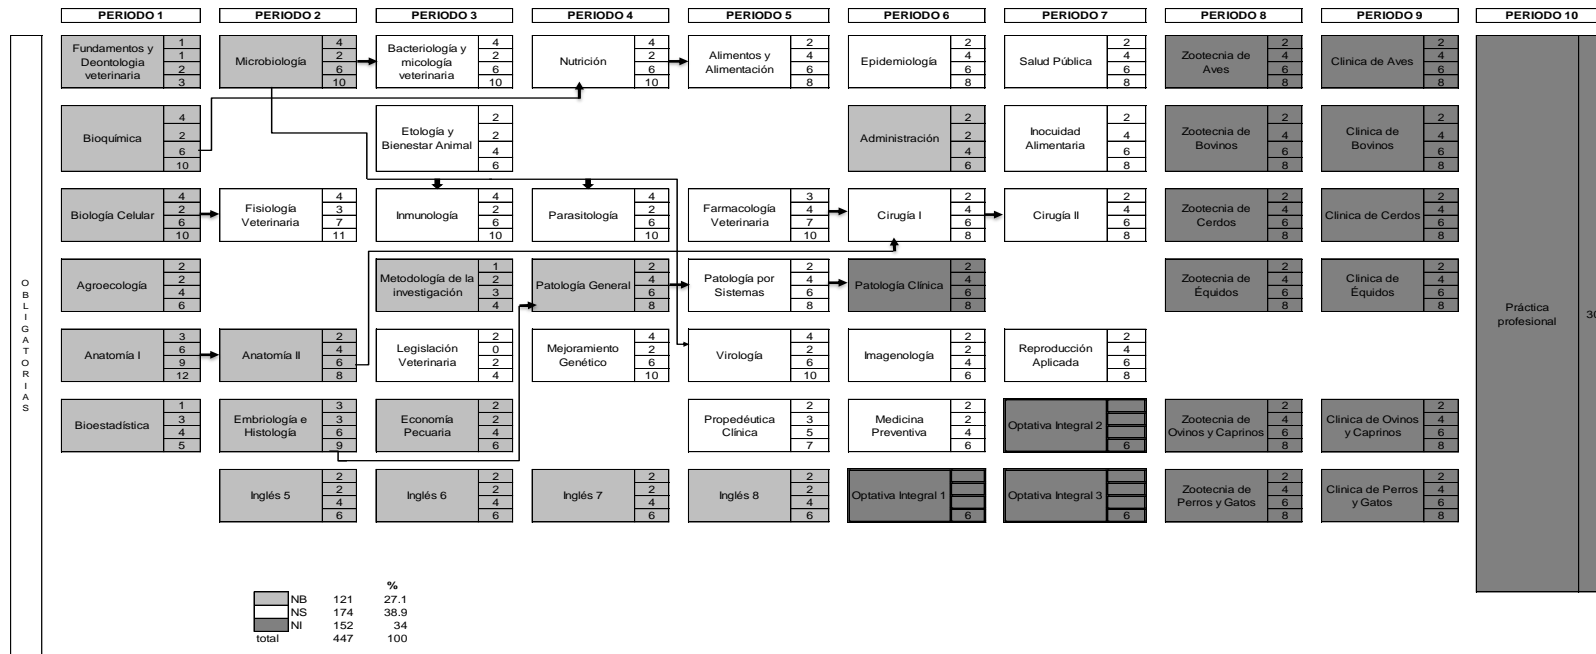 PERIODO 1
PERIODO 2
PERIODO 3
PERIODO 4
PERIODO 5
PERIODO 6
PERIODO 7
PERIODO 8
PERIODO 9
PERIODO 10
OBLIGATORIAS
Fundamentos y
Deontologia
veterinaria
1
1
2
3
Microbiología
4
2
6
10
Bacteriología y
micología
veterinaria
4
2
6
10
Nutrición
4
2
6
10
Alimentos y
Alimentación
2
4
6
8
Epidemiología
2
4
6
8
Salud Pública
2
4
6
8
Zootecnia de
Aves
2
4
6
8
Clinica de Aves
2
4
6
8
Bioquímica
4
2
6
10
Etología y
Bienestar Animal
2
2
4
6
Administración
2
2
4
6
Inocuidad
Alimentaria
2
4
6
8
Zootecnia de
Bovinos
2
4
6
8
Clinica de
Bovinos
2
4
6
8
Biología Celular
4
2
6
10
Fisiología
Veterinaria
4
3
7
11
Inmunología
4
2
6
10
Parasitología
4
2
6
10
Farmacología
Veterinaria
3
4
7
10
Cirugía I
2
4
6
8
Cirugía II
2
4
6
8
Zootecnia de
Cerdos
2
4
6
8
Clinica de Cerdos
2
4
6
8
Agroecología
2
2
4
6
Metodología de la
investigación
1
2
3
4
Patología General
2
4
6
8
Patología por
Sistemas
2
4
6
8
Patología Clínica
2
4
6
8
Zootecnia de
Équidos
2
4
6
8
Clinica de
Équidos
2
4
6
8
Práctica
profesional
30
Anatomía I
3
6
9
12
Anatomía II
2
4
6
8
Legislación
Veterinaria
2
0
2
4
Mejoramiento
Genético
4
2
6
10
Virología
4
2
6
10
Imagenología
2
2
4
6
Reproducción
Aplicada
2
4
6
8
Bioestadística
1
3
4
5
Embriología e
Histología
3
3
6
9
Economía
Pecuaria
2
2
4
6
Propedéutica
Clínica
2
3
5
7
Medicina
Preventiva
2
2
4
6
Optativa Integral 2
6
Zootecnia de
Ovinos y Caprinos
2
4
6
8
Clinica de Ovinos
y Caprinos
2
4
6
8
Inglés 5
2
2
4
6
Inglés 6
2
2
4
6
Inglés 7
2
2
4
6
Inglés 8
2
2
4
6
Optativa Integral 1
6
Optativa Integral 3
6
Zootecnia de
Perros y Gatos
2
4
6
8
Clinica de Perros
y Gatos
2
4
6
8
%
NB 121 27.1
NS 174 38.9
NI 152 34
total 447 100